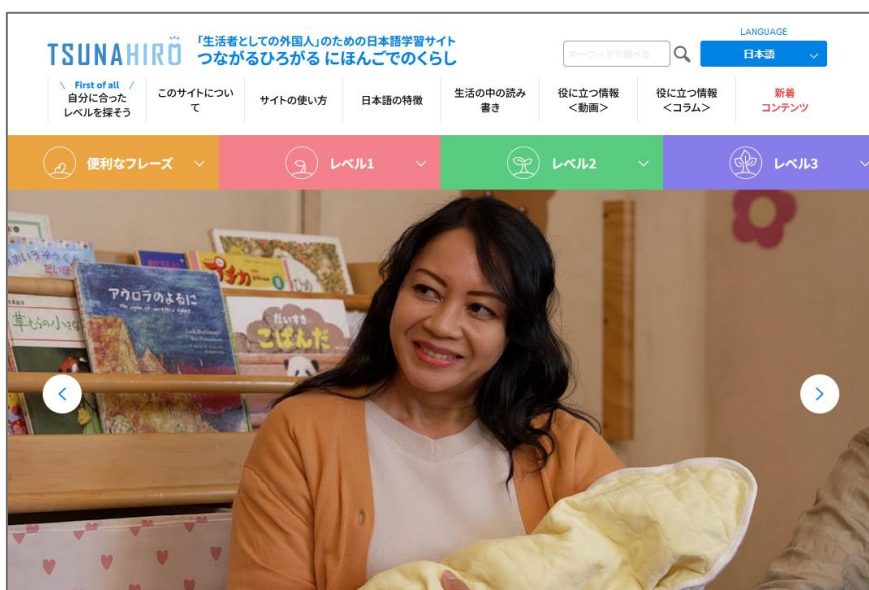 TSUNAHIRO
「生活者としての外国人」のための日本語学習サイト
つながるひろがる にほんごでのくらし
キーワードで調べる
LANGUAGE
日本語
\ First of all /
自分に合った
レベルを探そう
このサイトについ
て
サイトの使い方
日本語の特徴
生活の中の読み
書き
役に立つ情報
<動画>
役に立つ情報
<コラム>
新着
コンテンツ
便利なフレーズ
レベル1
レベル2
レベル3
アウロラのよるに
プチカ
だいすき
こぱんだ